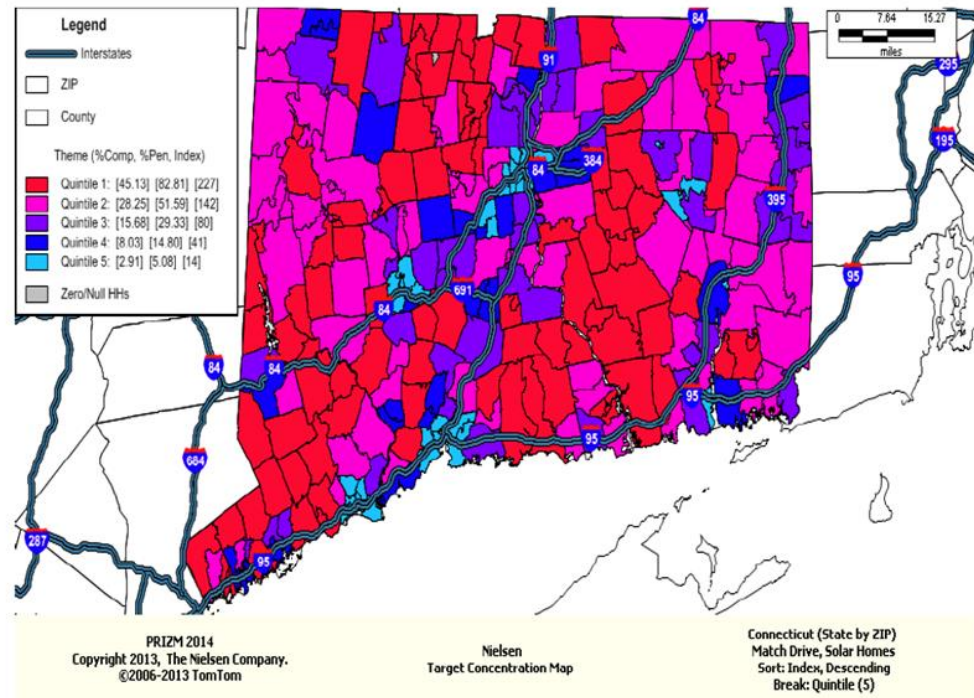 Legend
Interstates
ZIP
County
Theme (%Comp, %Pen, Index)
Quintile 1: [45.13] [82.81] [227]
Quintile 2: [28.25] [51.59] [142]
Quintile 3: [15.68] [29.33] [80]
Quintile 4: [8.03] [14.80] [41]
Quintile 5: [2.91] [5.08] [14]
Zero/Null HHs
0 7.64 15.27
miles
84
91
295
195
84
384
395
95
691
84
84
84
95
95
684
287
95
PRIZM 2014
Copyright 2013, The Nielsen Company.
©2006-2013 TomTom
Nielsen
Target Concentration Map
Connecticut (State by ZIP)
Match Drive, Solar Homes
Sort: Index, Descending
Break: Quintile (5)